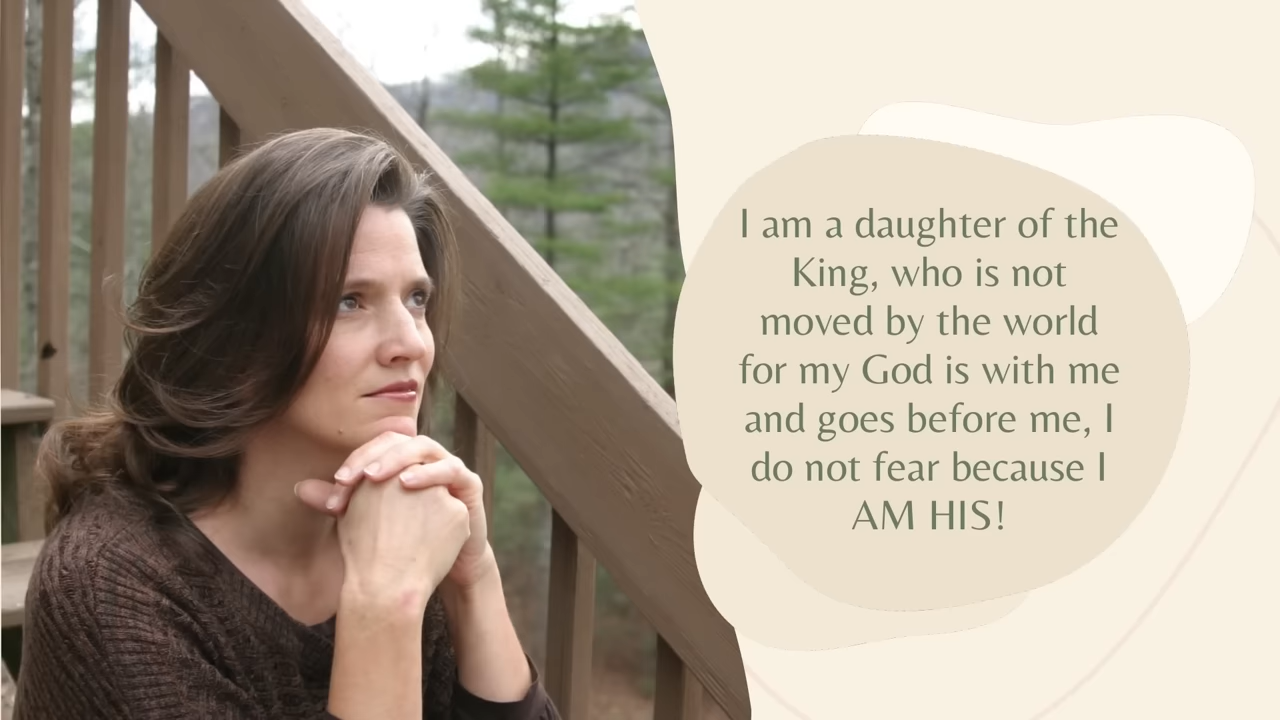 I am a daughter of the
King, who is not
moved by the world
for my God is with me
and goes before me, I
do not fear because I
AM HIS!